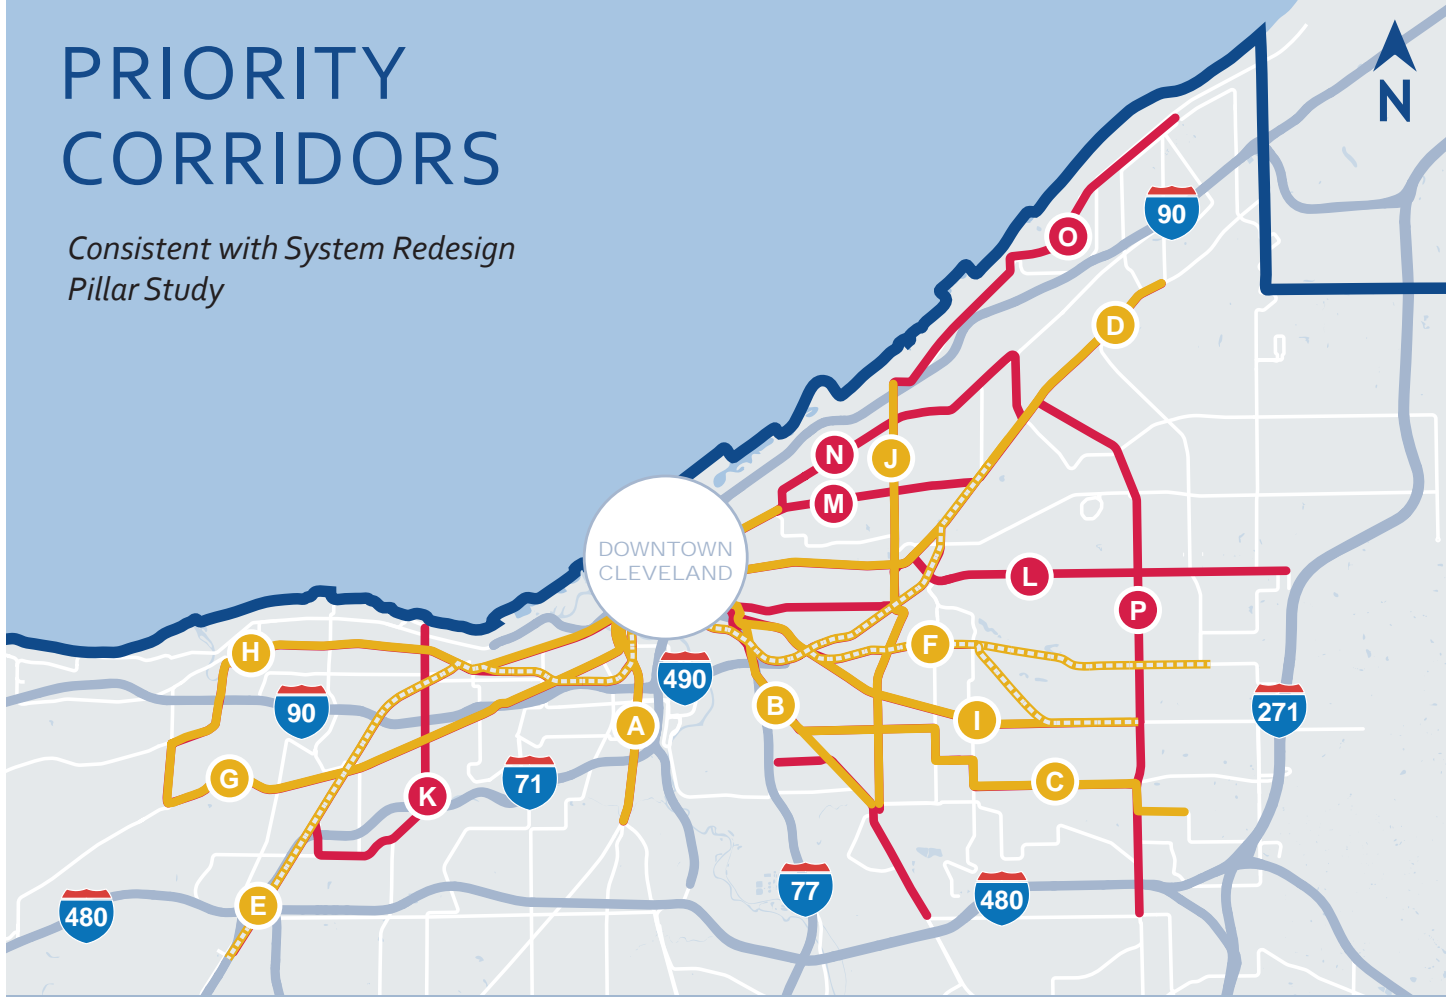 PRIORITY
CORRIDORS
Consistent with System Redesign
Pillar Study
N
90
O
D
N
J
M
DOWNTOWN
CLEVELAND
L
P
H
F
490
90
B
A
I
271
G
71
K
C
77
480
E
480